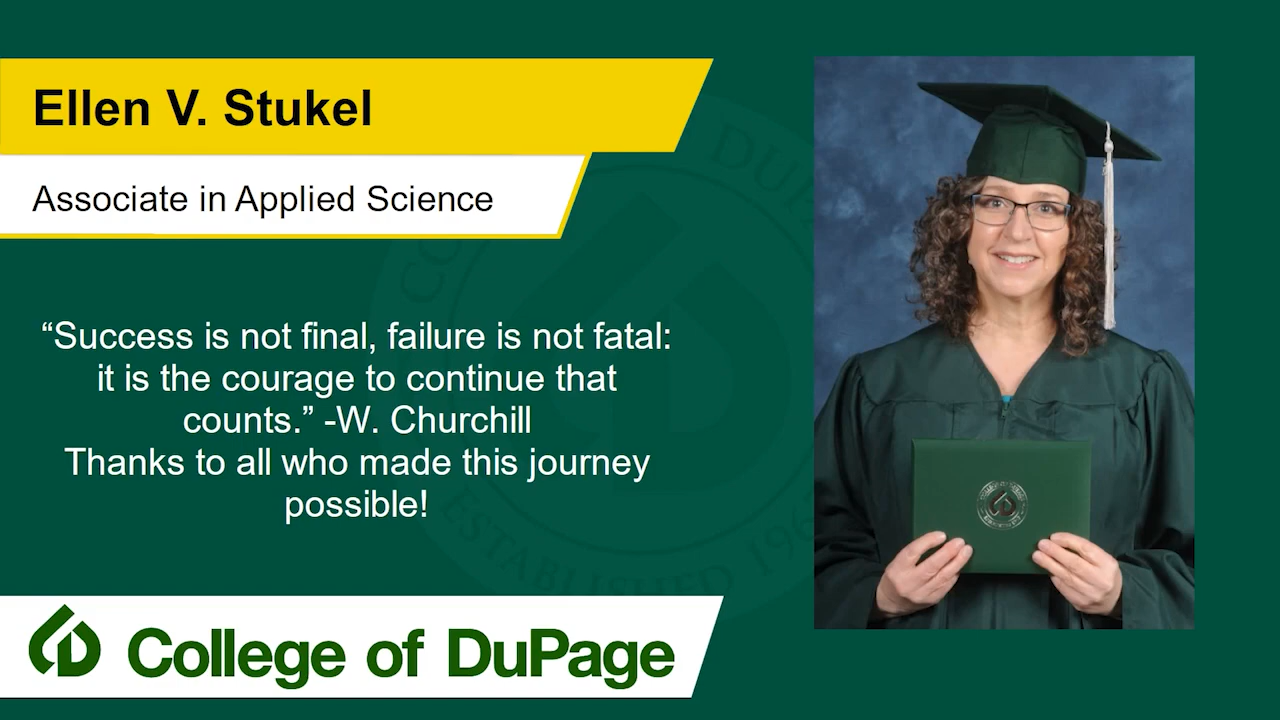 Ellen V. Stukel
Associate in Applied Science
“Success is not final, failure is not fatal:
it is the courage to continue that
counts.” -W. Churchill
Thanks to all who made this journey
possible!
College of DuPage